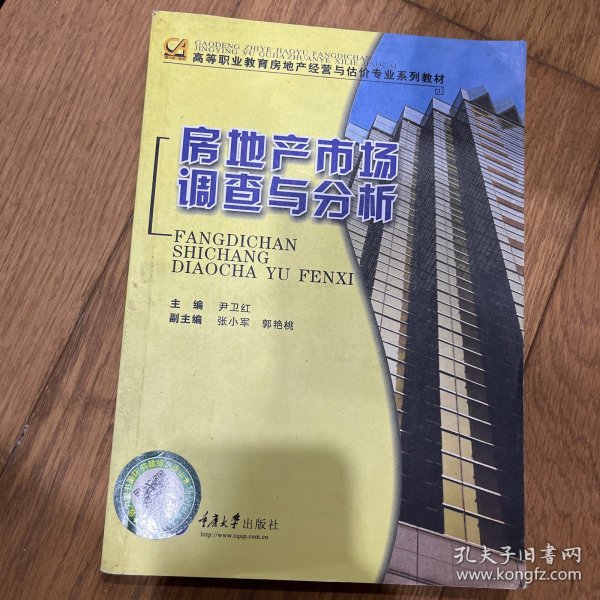 GAODENG ZHIYE JIAOYU FANGDICHAN
JINGYING YU GUJIA ZHUANYE XILIE JIAOCAI
高等职业教育房地产经营与估价专业系列教材
房地产市场
调查与分析
FANGDICHAN
SHICHANG
DIAOCHA YU FENXI
主 编 尹卫红
副主编 张小军 郭艳桃
重庆大学出版社
http://www.cqup.com.cn
孔夫子旧书网
www.kongfz.com